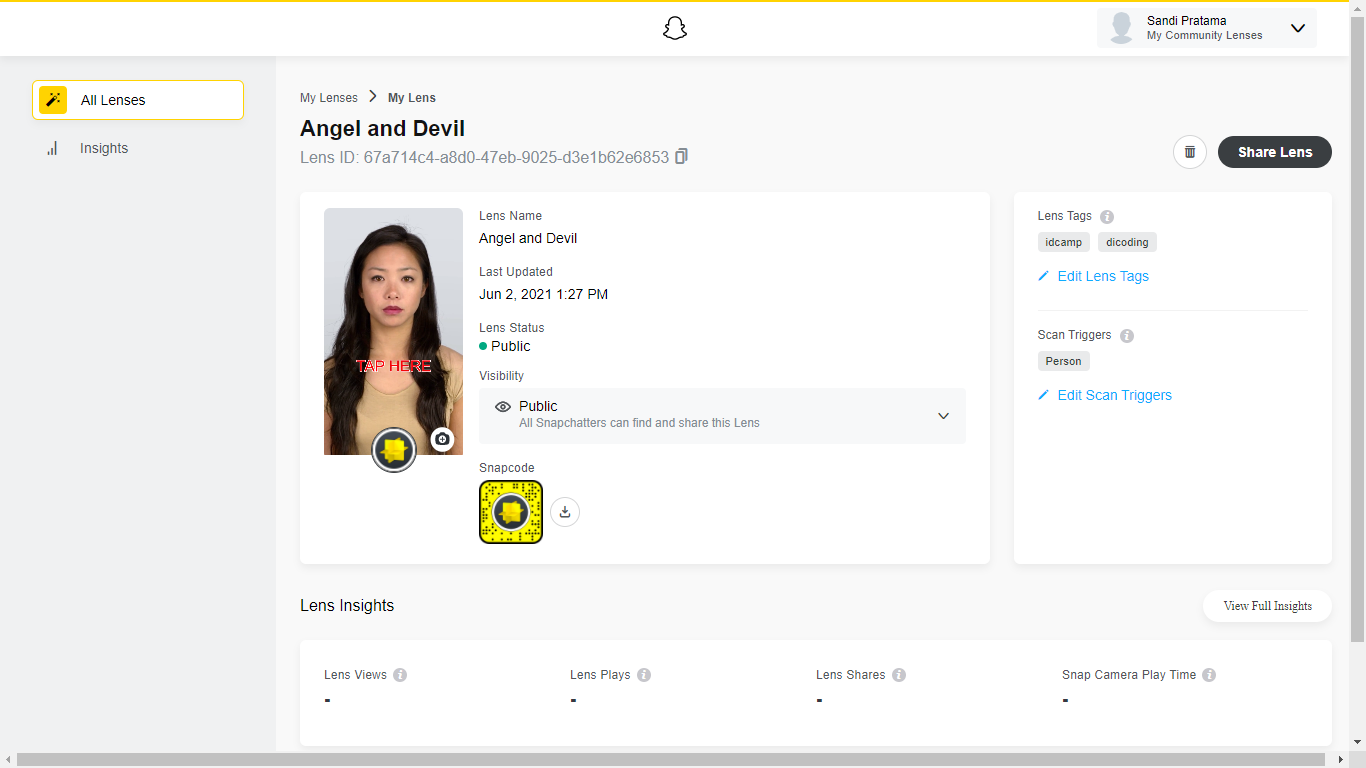 Sandi Pratama
My Community Lenses
All Lenses
Insights
My Lenses
My Lens
Angel and Devil
Lens ID: 67a714c4-a8d0-47eb-9025-d3e1b62e6853
Share Lens
TAP HERE
Lens Name
Angel and Devil
Last Updated
Jun 2, 2021 1:27 PM
Lens Status
Public
Visibility
Public
All Snapchatters can find and share this Lens
Snapcode
Lens Tags
idcamp
dicoding
Edit Lens Tags
Scan Triggers
Person
Edit Scan Triggers
Lens Insights
View Full Insights
Lens Views
-
Lens Plays
-
Lens Shares
-
Snap Camera Play Time
-